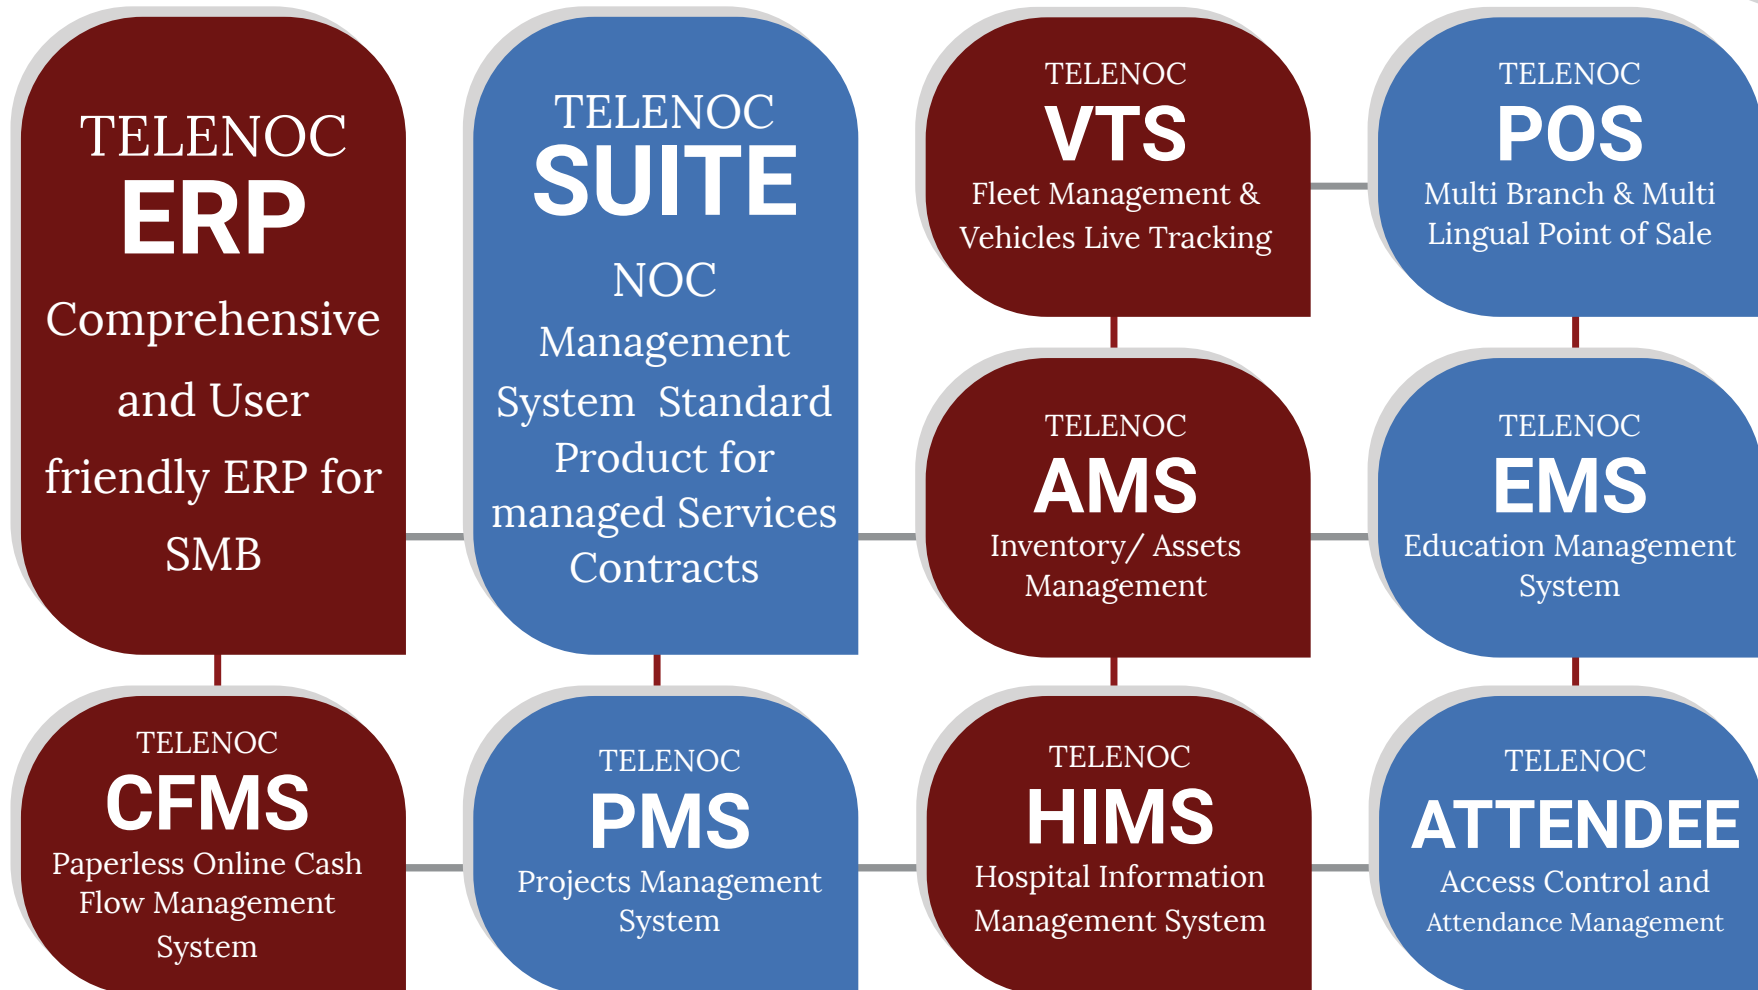 TELENOC
ERP
Comprehensive
and User
friendly ERP for
SMB
TELENOC
SUITE
NOC
Management
System  Standard
Product for
managed Services
Contracts
TELENOC
VTS
Fleet Management &
Vehicles Live Tracking
TELENOC
POS
Multi Branch & Multi
Lingual Point of Sale
TELENOC
AMS
Inventory/ Assets
Management
TELENOC
EMS
Education Management
System
TELENOC
CFMS
Paperless Online Cash
Flow Management
System
TELENOC
PMS
Projects Management
System
TELENOC
HIMS
Hospital Information
Management System
TELENOC
ATTENDEE
Access Control and
Attendance Management